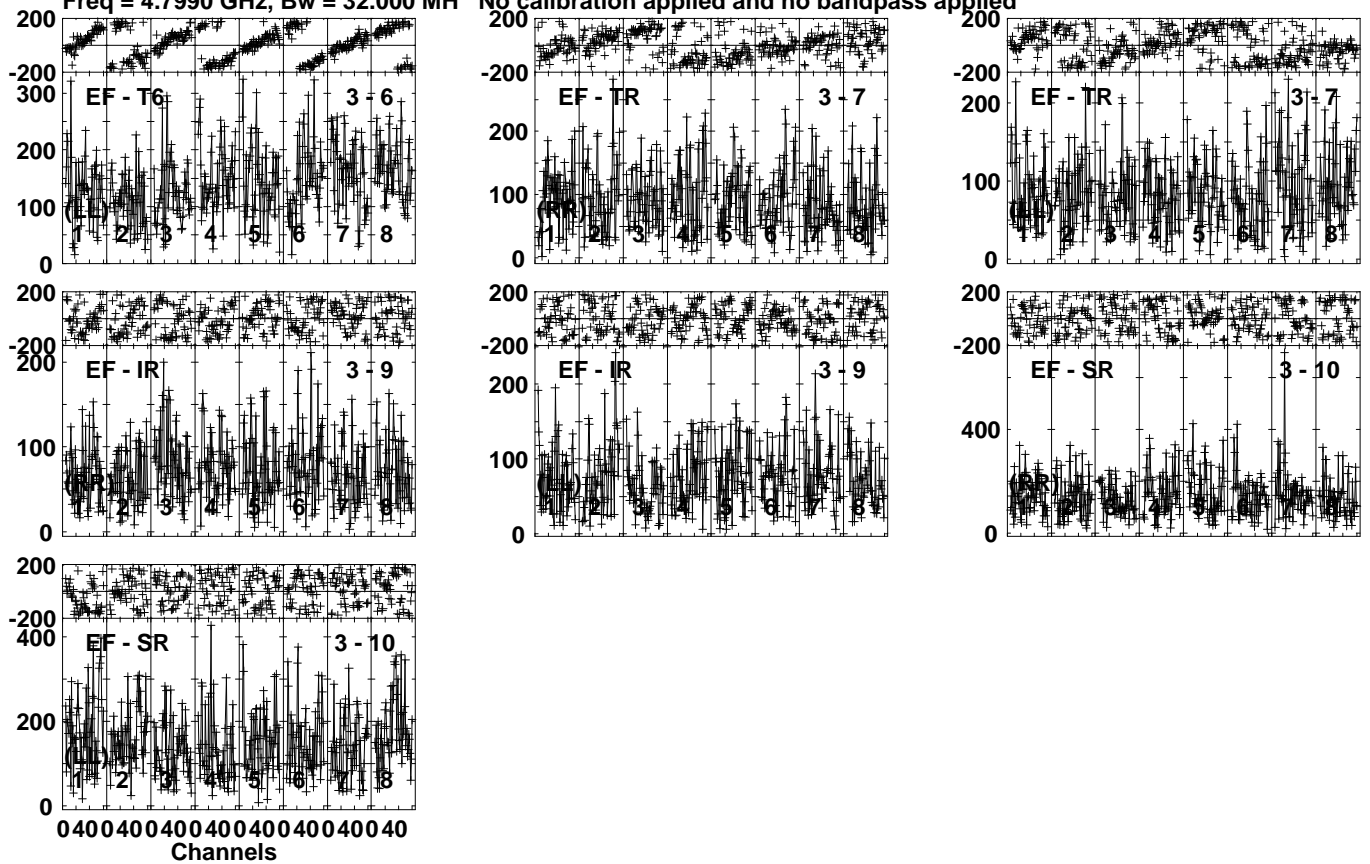 Freq = 4.7990 GHz, Bw = 32.000 MH No calibration applied and no bandpass applied
200
-200
EF - T6 3 - 6
300
200
100
0
(LL)
1 2 3 4 5 6 7 8
200
-200
EF - TR 3 - 7
200
100
0
(RR)
1 2 3 4 5 6 7 8
200
-200
EF - TR 3 - 7
200
100
0
(LL)
1 2 3 4 5 6 7 8
200
-200
EF - IR 3 - 9
200
100
0
(RR)
1 2 3 4 5 6 7 8
200
-200
EF - IR 3 - 9
200
100
0
(LL)
1 2 3 4 5 6 7 8
200
-200
EF - SR 3 - 10
400
200
0
(RR)
1 2 3 4 5 6 7 8
200
-200
EF - SR 3 - 10
400
200
0
(LL)
1 2 3 4 5 6 7 8
0 40 0 40 0 40 0 40 0 40 0 40 0 40 0 40
Channels